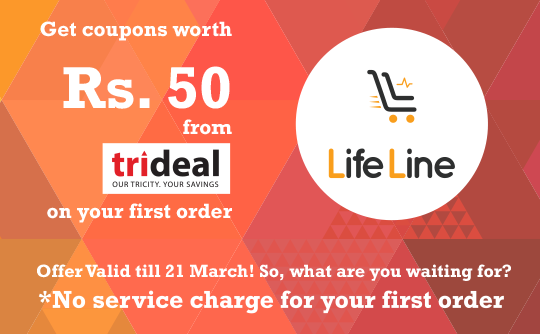 Get coupons worth
Rs. 50
from
trideal
OUR TRICITY. YOUR SAVINGS
on your first order
Life Line
Offer Valid till 21 March! So, what are you waiting for?
*No service charge for your first order